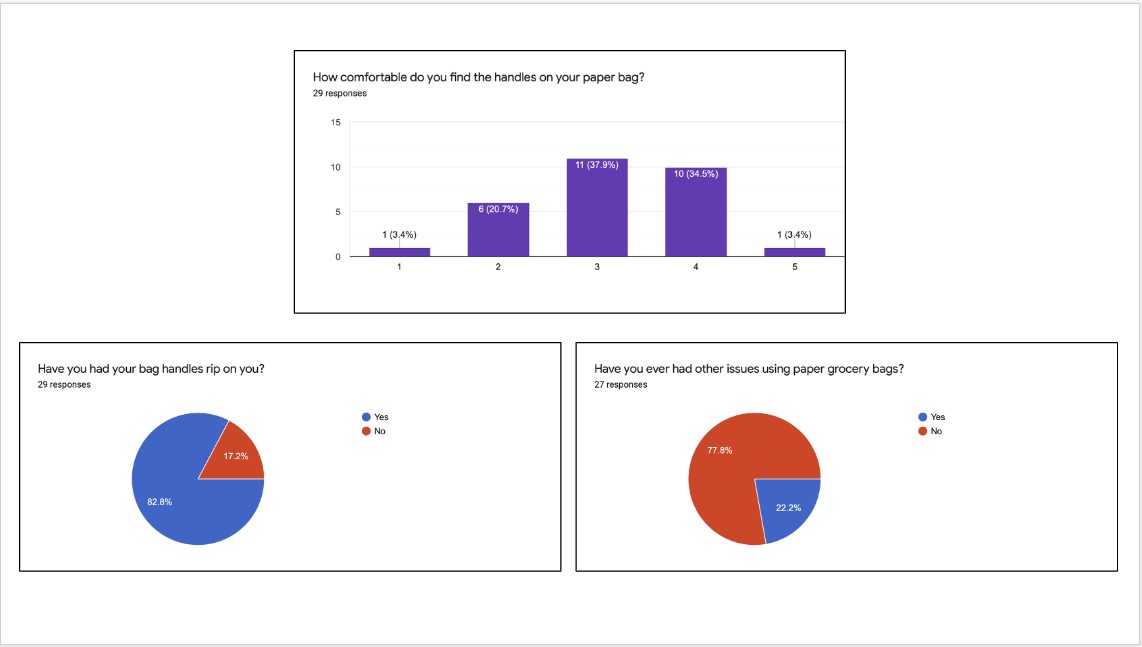 How comfortable do you find the handles on your paper bag?
29 responses
15
10
5
0
1 (3.4%)
6 (20.7%)
11 (37.9%)
10 (34.5%)
1 (3.4%)
1 2 3 4 5
Have you had your bag handles rip on you?
29 responses
Yes
No
17.2%
82.8%
Have you ever had other issues using paper grocery bags?
27 responses
Yes
No
77.8%
22.2%